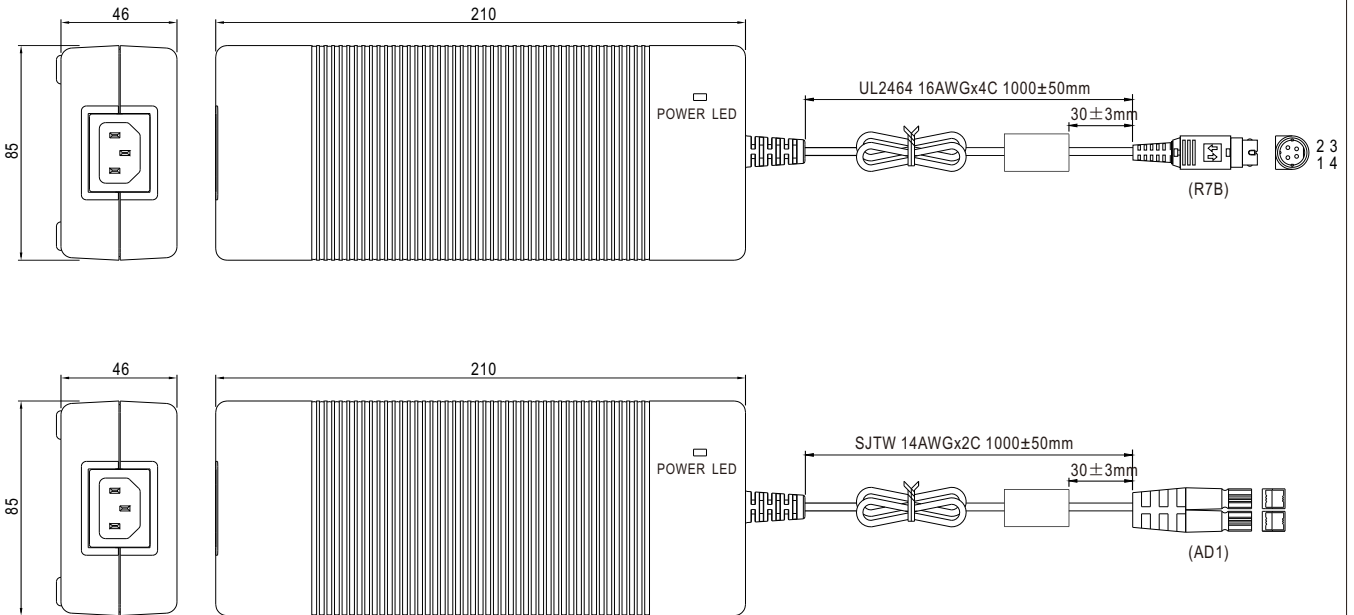 46
210
85
POWER LED
UL2464 16AWGx4C 1000±50mm
30±3mm
(R7B)
2 3
1 4
46
210
85
POWER LED
SJTW 14AWGx2C 1000±50mm
30±3mm
(AD1)